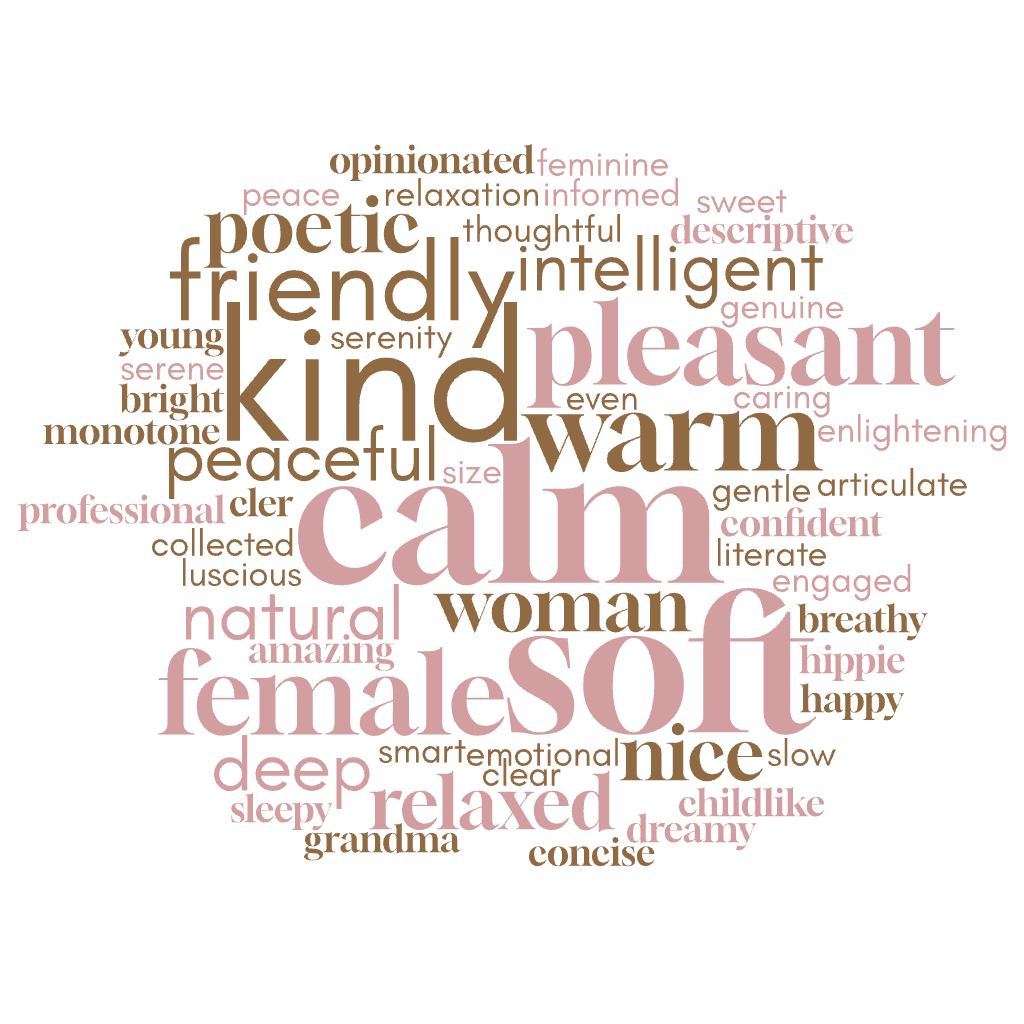 opinionated feminine
peace relaxation informed sweet
poetic thoughtful descriptive
friendly intelligent
genuine
young serenity pleasant
serene kind
bright even caring
monotone warm enlightening
peaceful size
calm gentle articulate
professional cler confident
collected literate
luscious engaged
natural woman breathy
amazing soft hippie
female happy
deep smart emotional nice slow
clear
sleepy relaxed childlike
dreamy
grandma concise